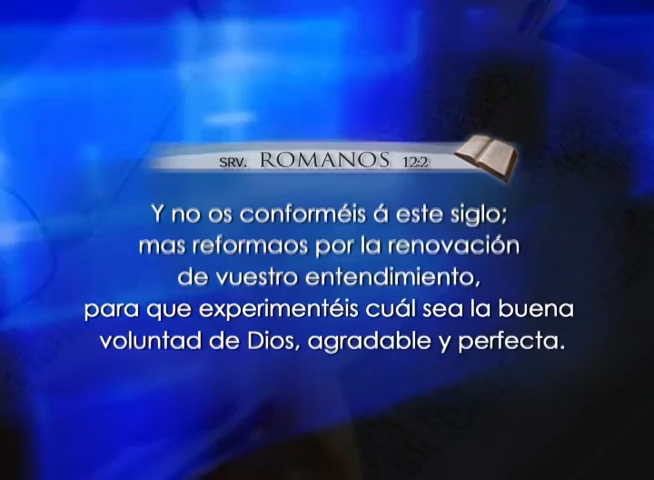 SRV. ROMANOS 12:2
Y no os conforméis á este siglo;
mas reformaos por la renovación
de vuestro entendimiento,
para que experimentéis cuál sea la buena
voluntad de Dios, agradable y perfecta.